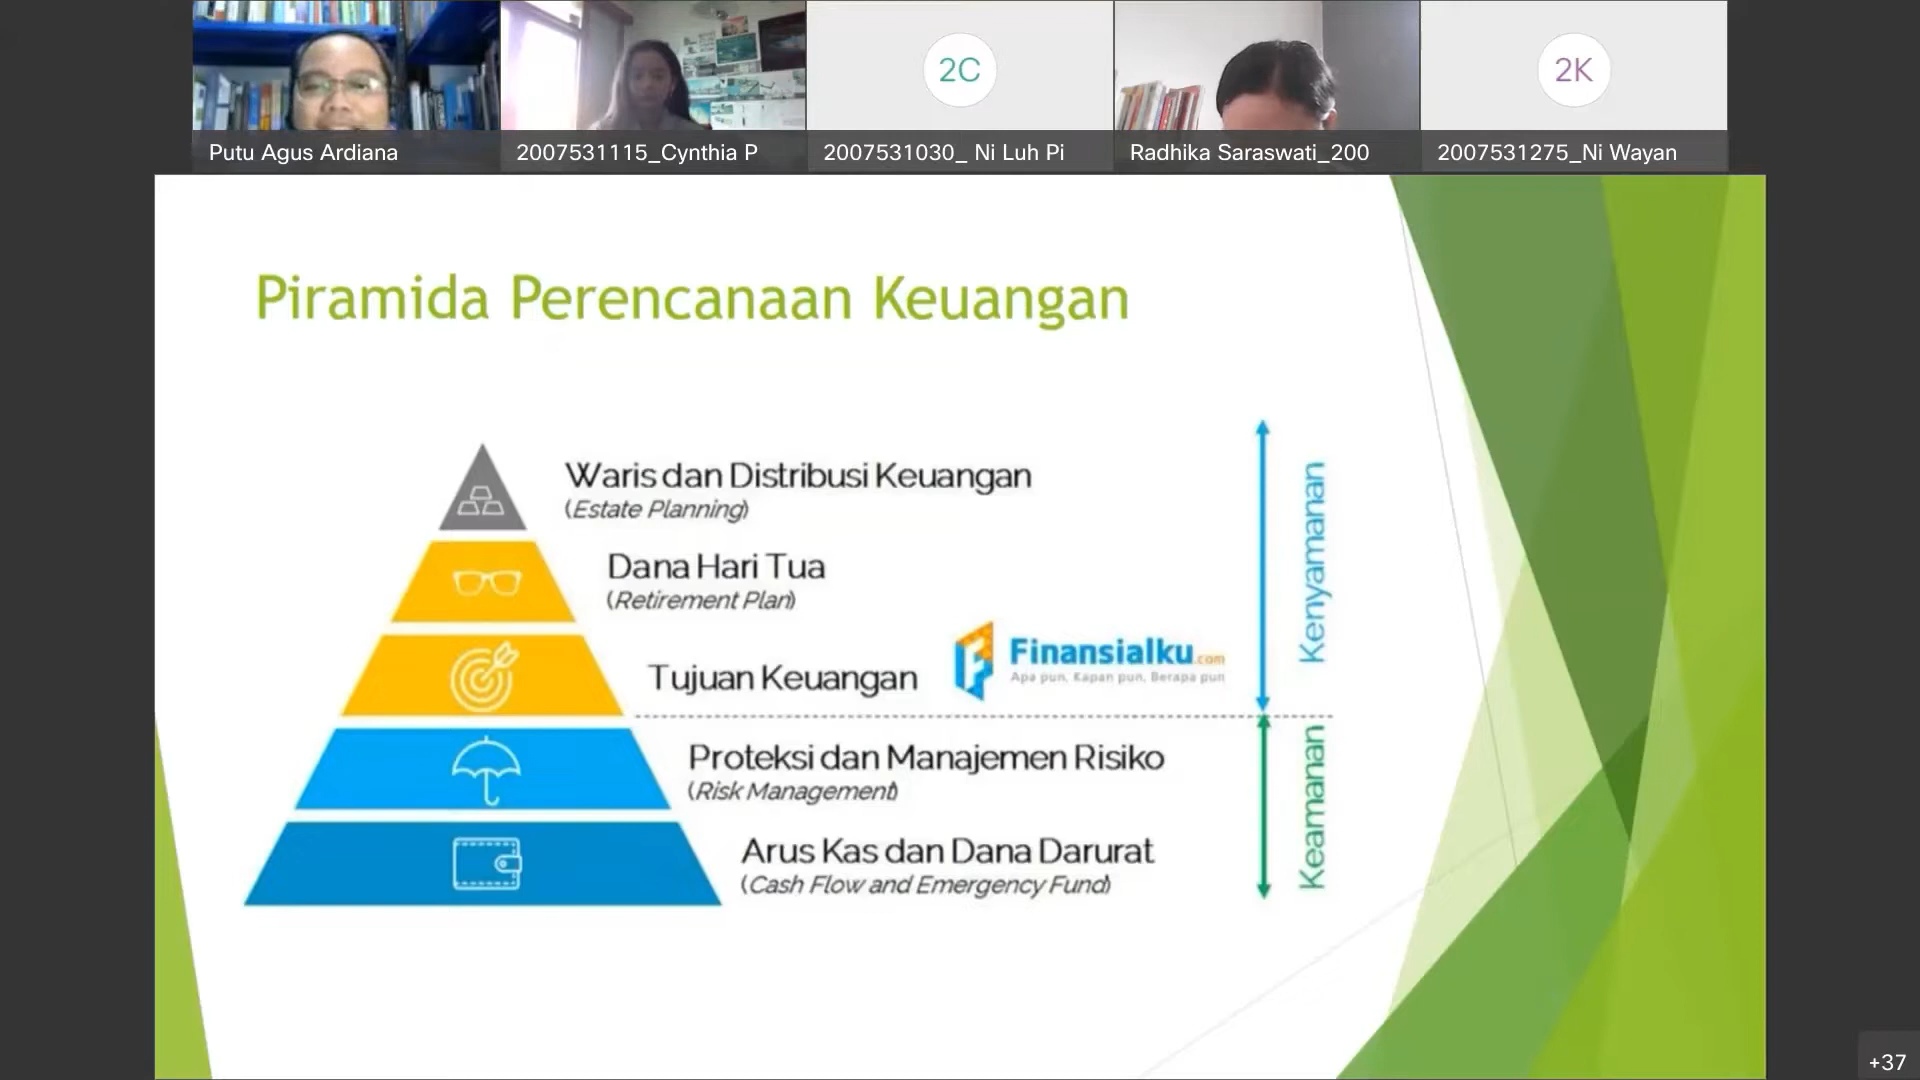 2C
2K
Putu Agus Ardiana
2007531115_Cynthia P
2007531030_ Ni Luh Pi
Radhika Saraswati_200
2007531275_Ni Wayan
Piramida Perencanaan Keuangan
Waris dan Distribusi Keuangan
(Estate Planning)
Dana Hari Tua
(Retirement Plan)
Tujuan Keuangan
Finansialku.com
Apa pun, Kapan pun, Berapa pun
Kenyamanan
Proteksi dan Manajemen Risiko
(Risk Management)
Arus Kas dan Dana Darurat
(Cash Flow and Emergency Fund)
Keamanan
+37